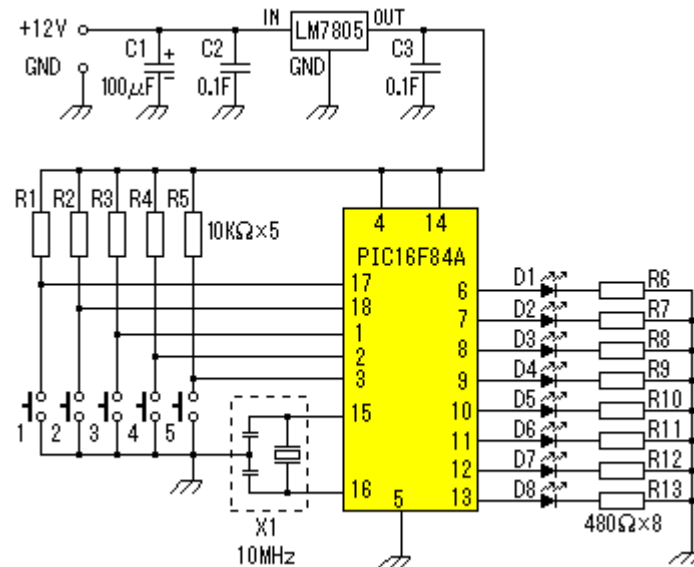 +12V
GND
C1
+
100μF
C2
0.1F
IN
LM7805
OUT
GND
C3
0.1F
R1
R2
R3
R4
R5
10KΩ×5
4
14
PIC16F84A
17
18
1
2
3
15
16
5
6
7
8
9
10
11
12
13
D1
D2
D3
D4
D5
D6
D7
D8
R6
R7
R8
R9
R10
R11
R12
R13
480Ω×8
1
2
3
4
5
X1
10MHz